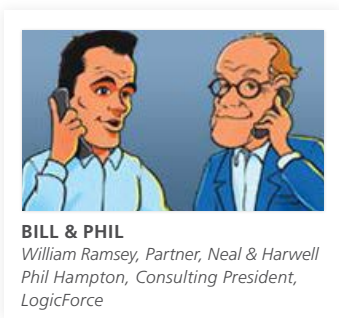 BILL & PHIL
William Ramsey, Partner, Neal & Harwell
Phil Hampton, Consulting President,
LogicForce